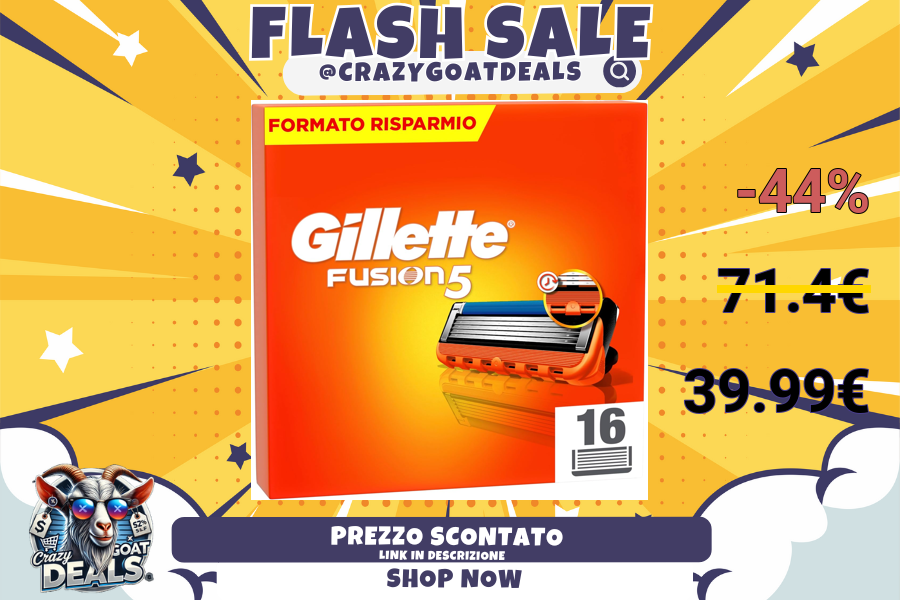 FLASH SALE
@CRAZYGOATDEALS
FORMATO RISPARMIO
-44%
Gillette®
FUSION5
71.4€
39.99€
16
$
52%
Crazy
GOAT
DEALS
PREZZO SCONTATO
LINK IN DESCRIZIONE
SHOP NOW